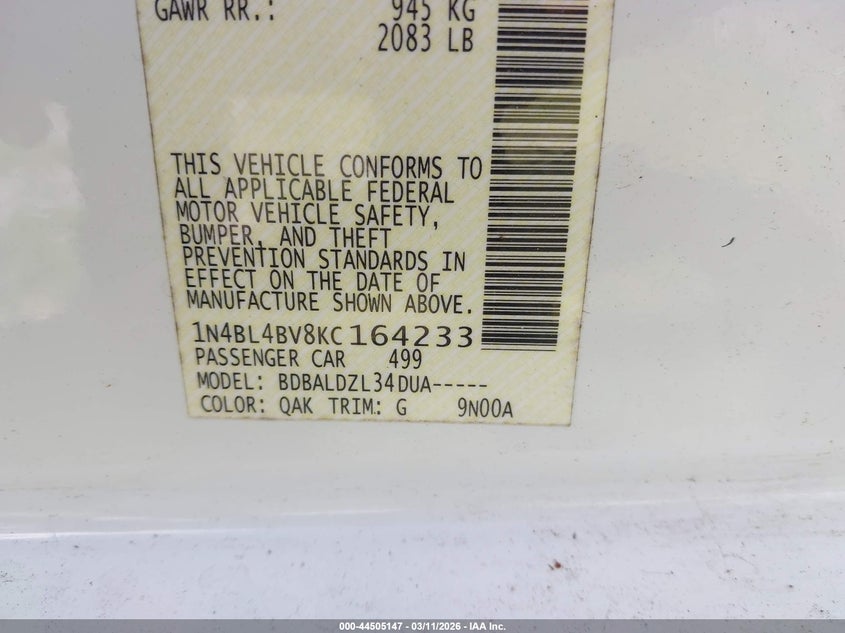 GAWR RR.: 945 KG
2083 LB
THIS VEHICLE CONFORMS TO
ALL APPLICABLE FEDERAL
MOTOR VEHICLE SAFETY,
BUMPER, AND THEFT
PREVENTION STANDARDS IN
EFFECT ON THE DATE OF
MANUFACTURE SHOWN ABOVE.
1N4BL4BV8KC164233
PASSENGER CAR 499
MODEL: BDBALDZL34DUA-----
COLOR: QAK TRIM: G 9N00A
000-44505147 - 03/11/2026 - IAA Inc.